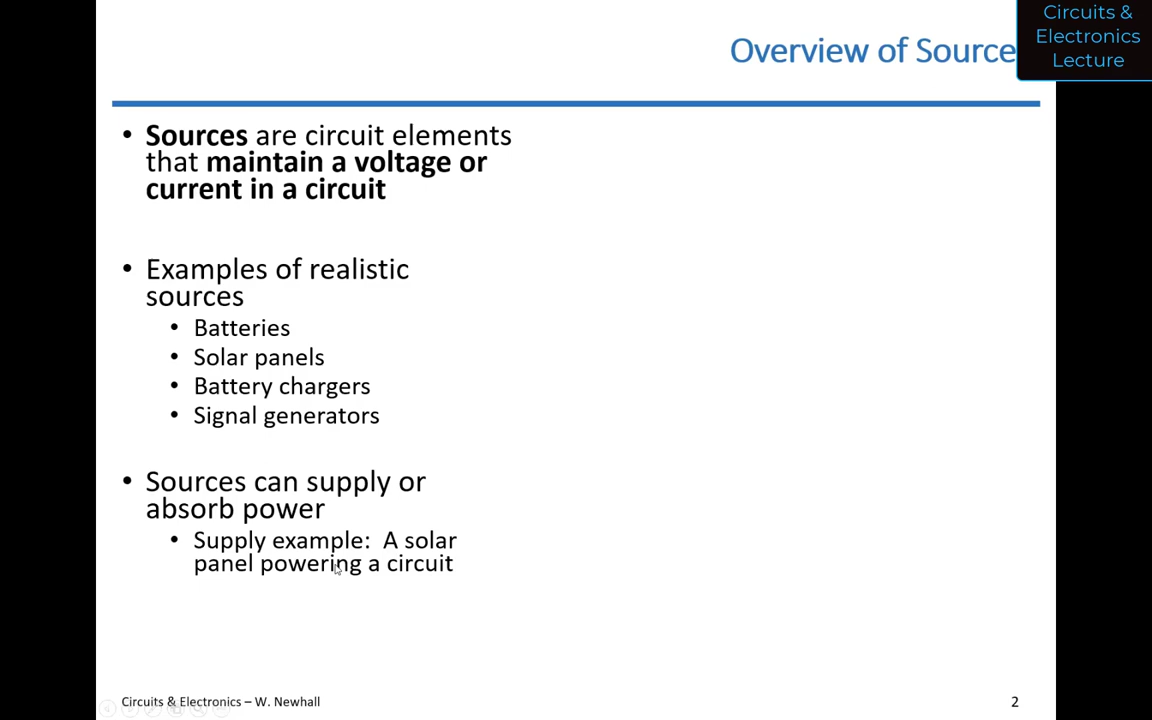 Circuits &
Electronics
Lecture
Overview of Source
• Sources are circuit elements
that maintain a voltage or
current in a circuit
• Examples of realistic
sources
• Batteries
• Solar panels
• Battery chargers
• Signal generators
• Sources can supply or
absorb power
• Supply example:  A solar
panel powering a circuit
Circuits & Electronics – W. Newhall
2